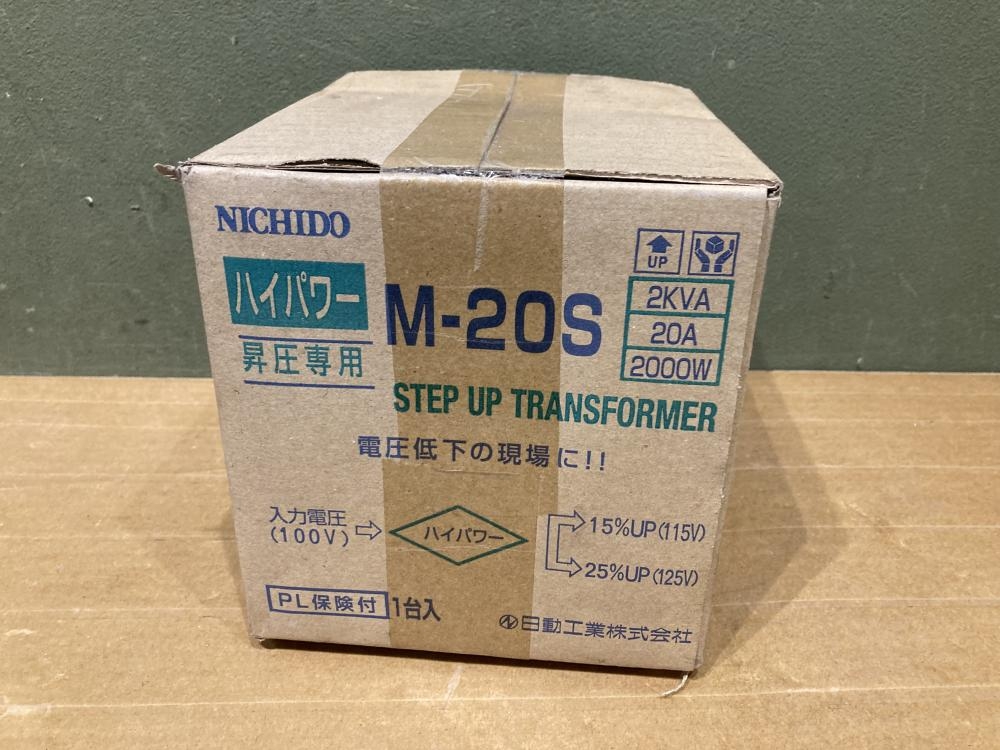 NICHIDO
UP
ハイパワー
昇圧専用
M-20S
2KVA
20A
2000W
STEP UP TRANSFORMER
電圧低下の現場に!!
入力電圧
(100V)
ハイパワー
15%UP(115V)
25%UP(125V)
PL保険付 1台入
日動工業株式会社